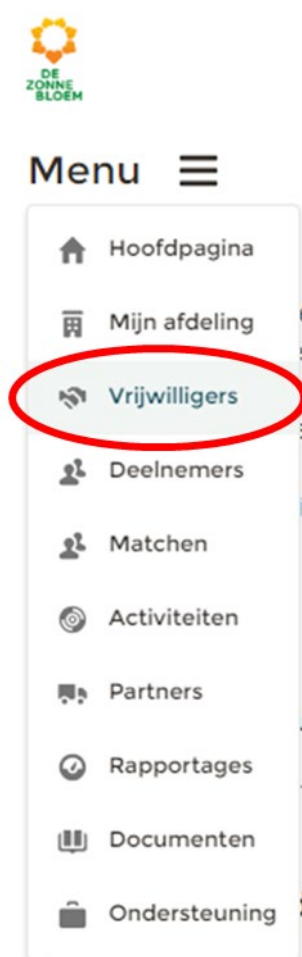 DE
ZONNE
BLOEM
Menu
Hoofdpagina
Mijn afdeling
Vrijwilligers
Deelnemers
Matchen
Activiteiten
Partners
Rapportages
Documenten
Ondersteuning